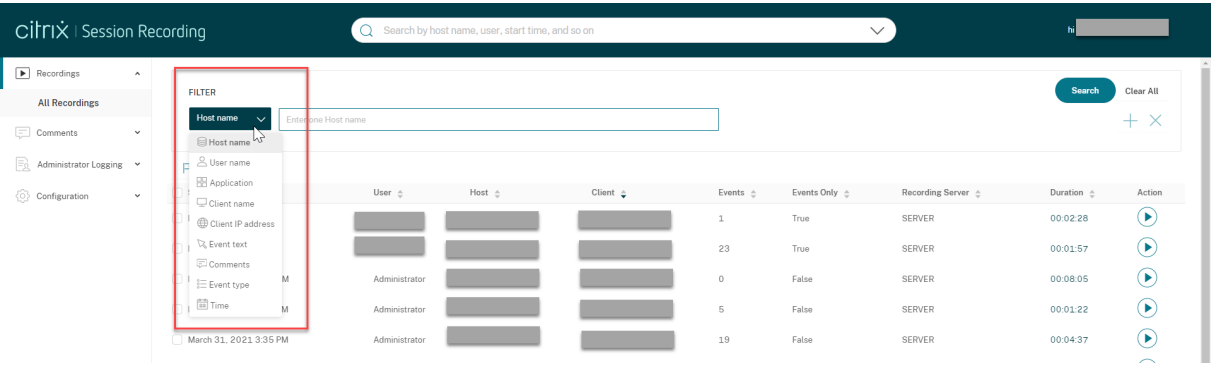 citrix | Session Recording
Search by host name, user, start time, and so on
hi
Recordings
All Recordings
Comments
Administrator Logging
Configuration
FILTER
Search
Clear All
Host name
Host name
Host name
User name
Application
Client name
Client IP address
Event text
Comments
Event type
Time
User Host Client Events Events Only Recording Server Duration Action
1 True SERVER 00:02:28
23 True SERVER 00:01:57
M Administrator 0 False SERVER 00:08:05
M Administrator 5 False SERVER 00:01:22
March 31, 2021 3:35 PM Administrator 19 False SERVER 00:04:37